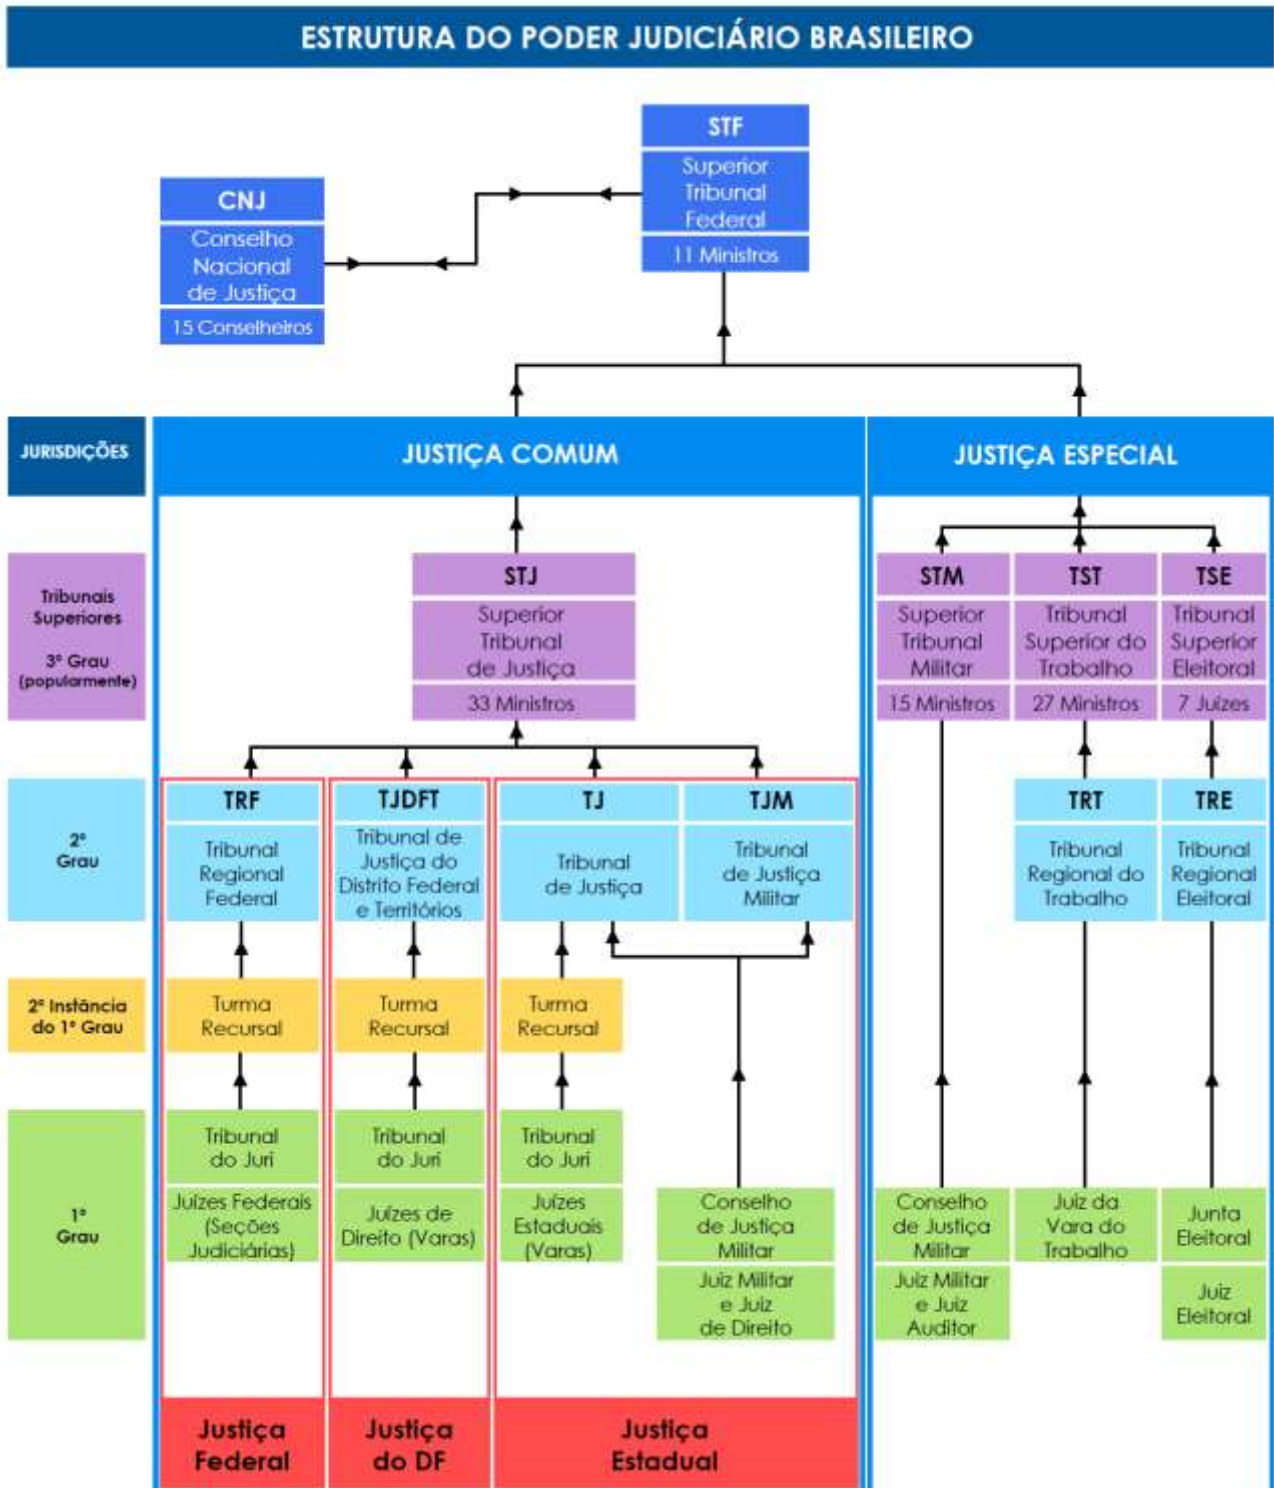 ESTRUTURA DO PODER JUDICIÁRIO BRASILEIRO
STF
Superior
Tribunal
Federal
11 Ministros
CNJ
Conselho
Nacional
de Justiça
15 Conselheiros
JURISDIÇÕES
JUSTIÇA COMUM
JUSTIÇA ESPECIAL
Tribunais
Superiores
3º Grau
(popularmente)
STJ
Superior
Tribunal
de Justiça
33 Ministros
STM
Superior
Tribunal
Militar
15 Ministros
TST
Tribunal
Superior do
Trabalho
27 Ministros
TSE
Tribunal
Superior
Eleitoral
7 Juízes
2º
Grau
TRF
Tribunal
Regional
Federal
TJDFT
Tribunal de
Justiça do
Distrito Federal
e Territórios
TJ
Tribunal
de Justiça
TJM
Tribunal
de Justiça
Militar
TRT
Tribunal
Regional do
Trabalho
TRE
Tribunal
Regional
Eleitoral
2ª Instância
do 1º Grau
Turma
Recursal
Turma
Recursal
Turma
Recursal
1º
Grau
Tribunal
do Juri
Juízes Federais
(Seções
Judiciárias)
Tribunal
do Juri
Juízes de
Direito (Varas)
Tribunal
do Juri
Juízes
Estaduais
(Varas)
Conselho
de Justiça
Militar
Juiz Militar
e Juiz
de Direito
Conselho
de Justiça
Militar
Juiz Militar
e Juiz
Auditor
Juiz da
Vara do
Trabalho
Junta
Eleitoral
Juiz
Eleitoral
Justiça
Federal
Justiça
do DF
Justiça
Estadual